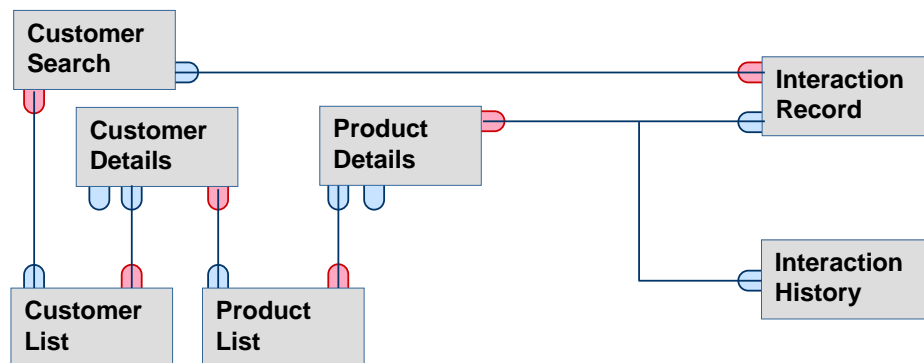 Customer
Search
Interaction
Record
Customer
Details
Product
Details
Interaction
History
Customer
List
Product
List